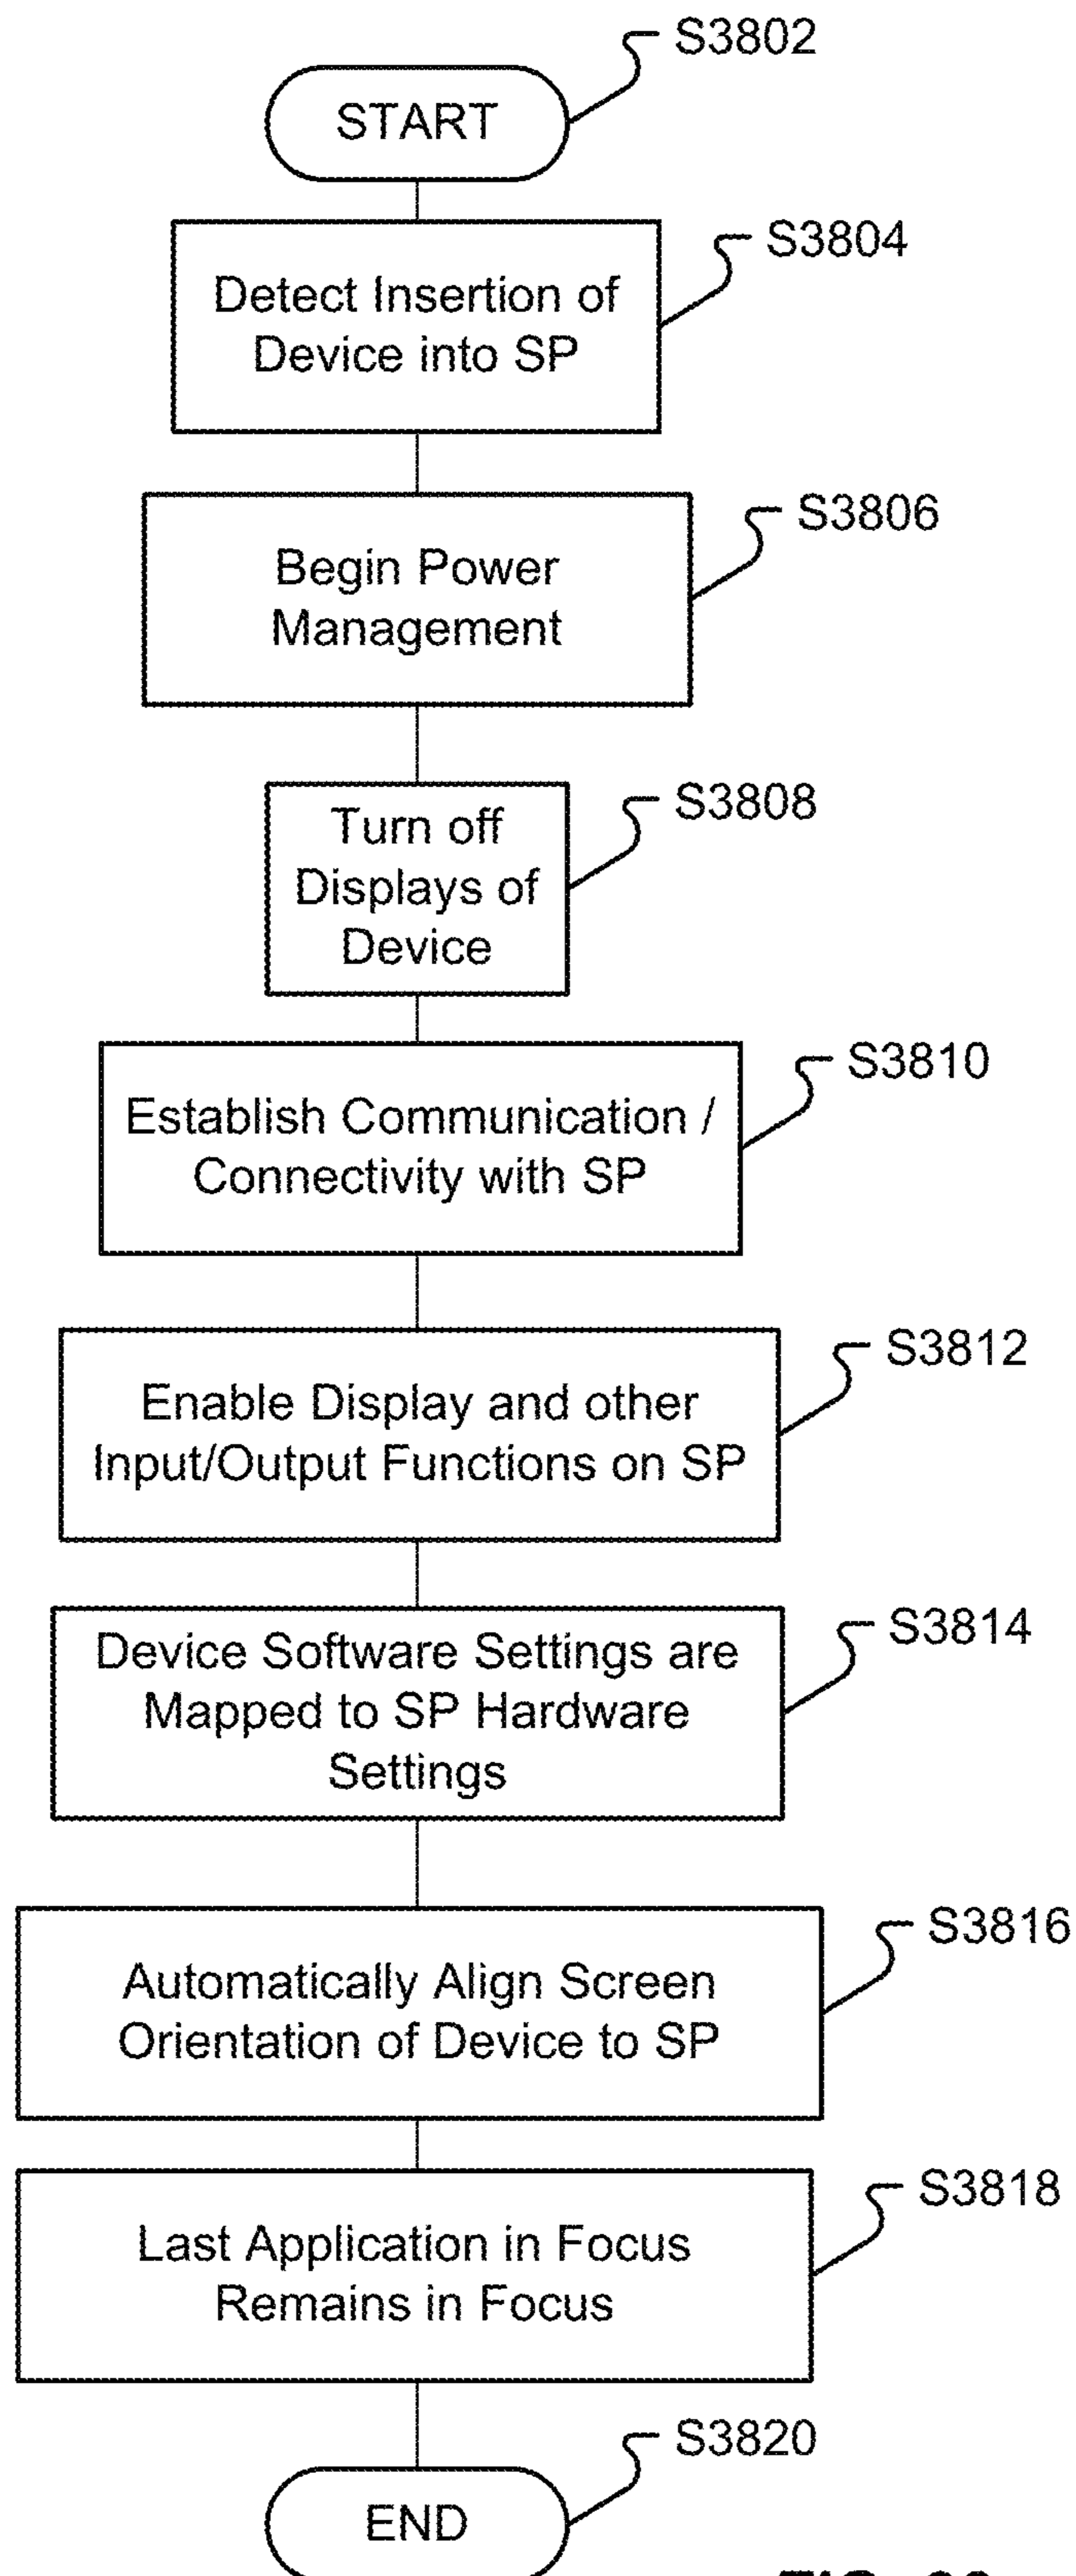 S3802
START
S3804
Detect Insertion of
Device into SP
S3806
Begin Power
Management
S3808
Turn off
Displays of
Device
S3810
Establish Communication /
Connectivity with SP
S3812
Enable Display and other
Input/Output Functions on SP
S3814
Device Software Settings are
Mapped to SP Hardware
Settings
S3816
Automatically Align Screen
Orientation of Device to SP
S3818
Last Application in Focus
Remains in Focus
S3820
END